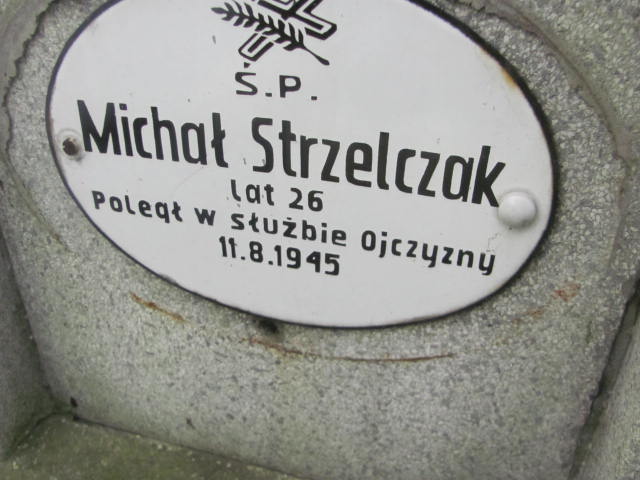 Ś.P.
Michał Strzelczak
lat 26
Poległ w służbie Ojczyzny
11.8.1945